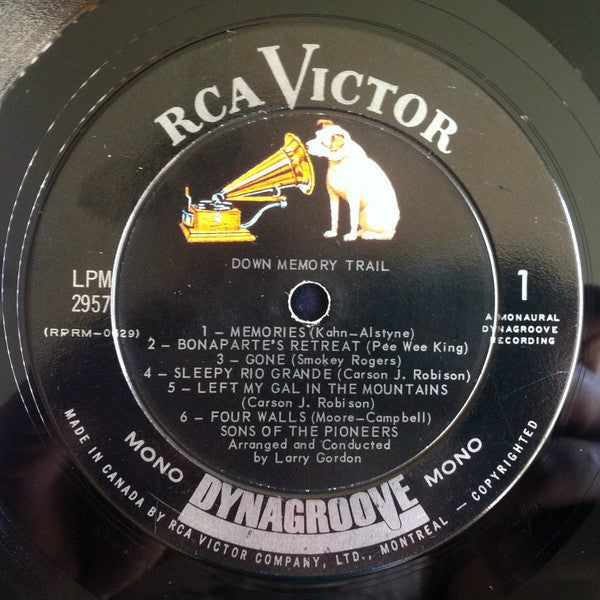 RCA VICTOR
DOWN MEMORY TRAIL
LPM
2957
(RPRM-0829)
1
A MONAURAL
DYNAGROOVE
RECORDING
1 — MEMORIES (Kahn-Alstyne)
2 — BONAPARTE'S RETREAT (Pee Wee King)
3 — GONE (Smokey Rogers)
4 — SLEEPY RIO GRANDE (Carson J. Robison)
5 — LEFT MY GAL IN THE MOUNTAINS
(Carson J. Robison)
6 — FOUR WALLS (Moore-Campbell)
SONS OF THE PIONEERS
Arranged and Conducted
by Larry Gordon
MONO DYNAGROOVE MONO
MADE IN CANADA BY RCA VICTOR COMPANY, LTD., MONTREAL — COPYRIGHTED